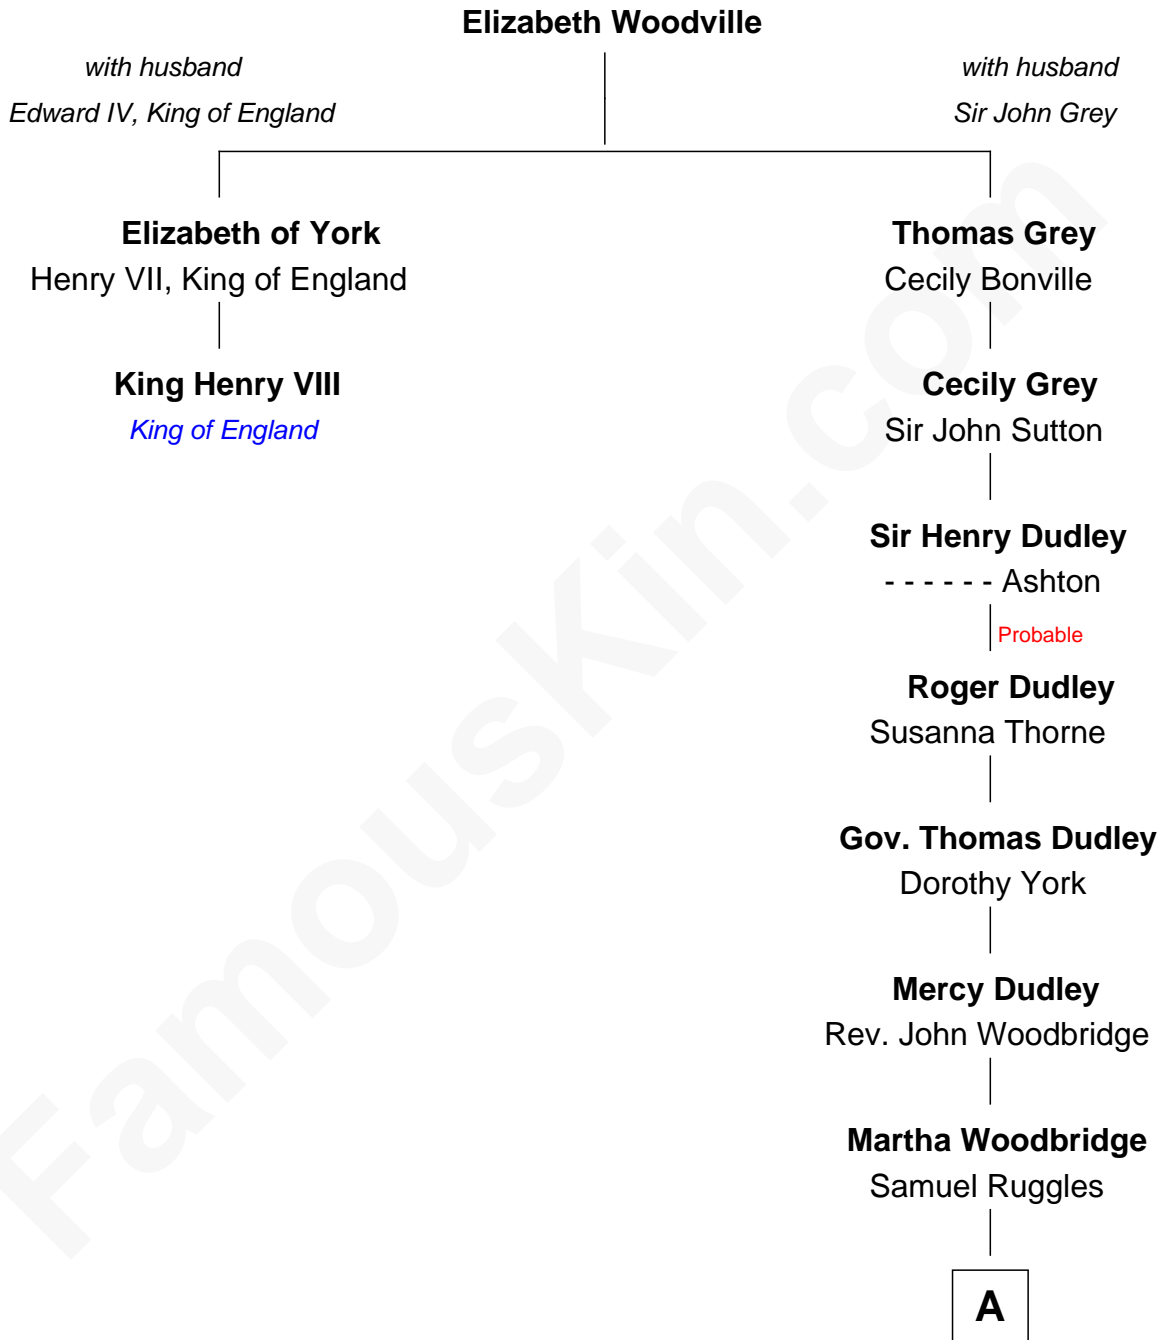 Elizabeth Woodville
with husband
Edward IV, King of England
with husband
Sir John Grey
Elizabeth of York
Henry VII, King of England
Thomas Grey
Cecily Bonville
King Henry VIII
King of England
Cecily Grey
Sir John Sutton
Sir Henry Dudley
- - - - - - Ashton
Probable
Roger Dudley
Susanna Thorne
Gov. Thomas Dudley
Dorothy York
Mercy Dudley
Rev. John Woodbridge
Martha Woodbridge
Samuel Ruggles
A
FamousKin.com